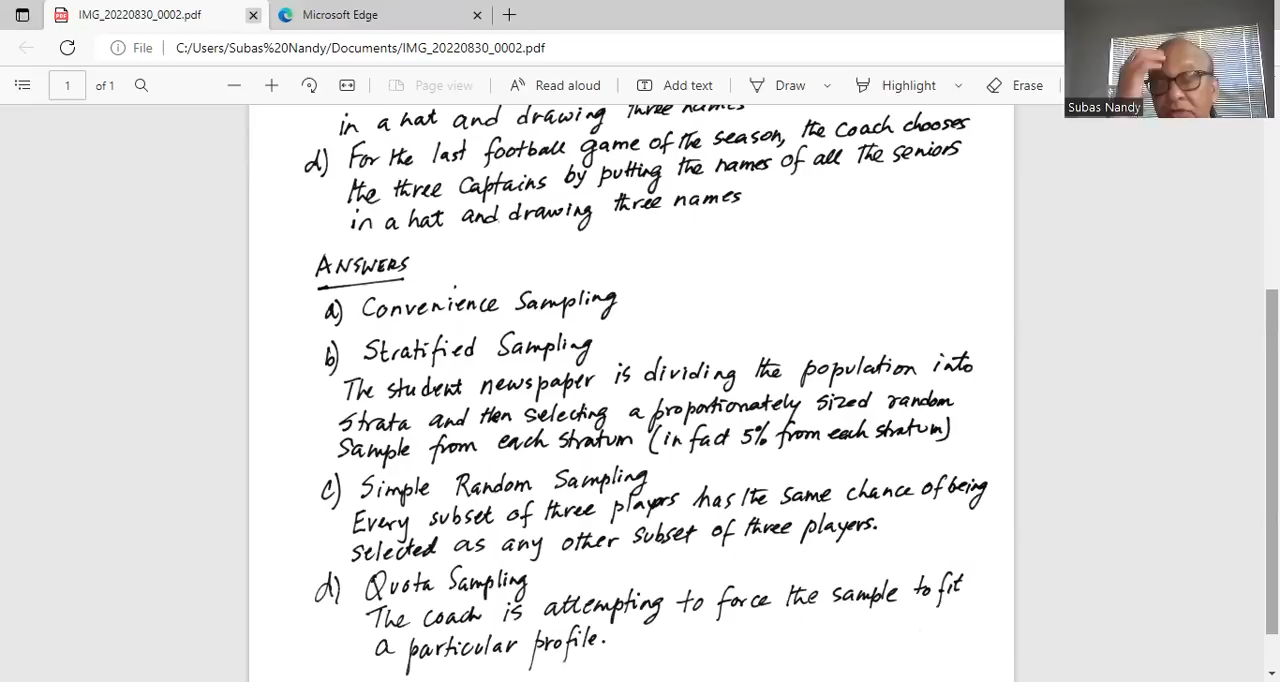 IMG_20220830_0002.pdf
Microsoft Edge
File C:/Users/Subas%20Nandy/Documents/IMG_20220830_0002.pdf
1 of 1 Page view Read aloud Add text Draw Highlight Erase
Subas Nandy
in a hat and drawing three names
d) For the last football game of the season, the coach chooses
the three Captains by putting the names of all the seniors
in a hat and drawing three names
ANSWERS
a) Convenience Sampling
b) Stratified Sampling
The student newspaper is dividing the population into
strata and then selecting a proportionately sized random
sample from each stratum (in fact 5% from each stratum)
c) Simple Random Sampling
Every subset of three players has the same chance of being
selected as any other subset of three players.
d) Quota Sampling
The coach is attempting to force the sample to fit
a particular profile.